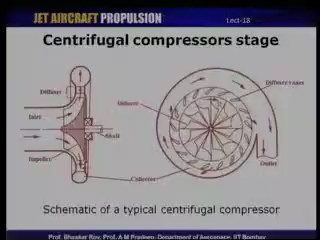 JET AIRCRAFT PROPULSION
Lect-18
Centrifugal compressors stage
Diffuser
Diffuser vanes
Inlet
Impeller
Shaft
Impeller
Collector
Outlet
Schematic of a typical centrifugal compressor
Prof. Bhaskar Roy, Prof. A M Pradeep, Department of Aerospace, IIT Bombay